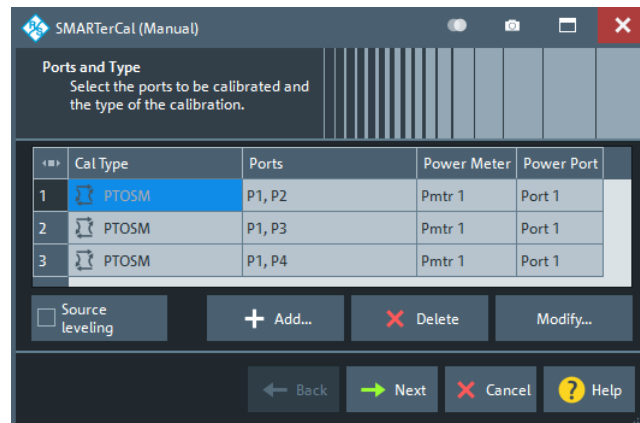 SMARTerCal (Manual)
Ports and Type
Select the ports to be calibrated and
the type of the calibration.
Cal Type Ports Power Meter Power Port
1 PTOSM P1, P2 Pmtr 1 Port 1
2 PTOSM P1, P3 Pmtr 1 Port 1
3 PTOSM P1, P4 Pmtr 1 Port 1
Source
leveling
Add...
Delete
Modify...
Back
Next
Cancel
? Help